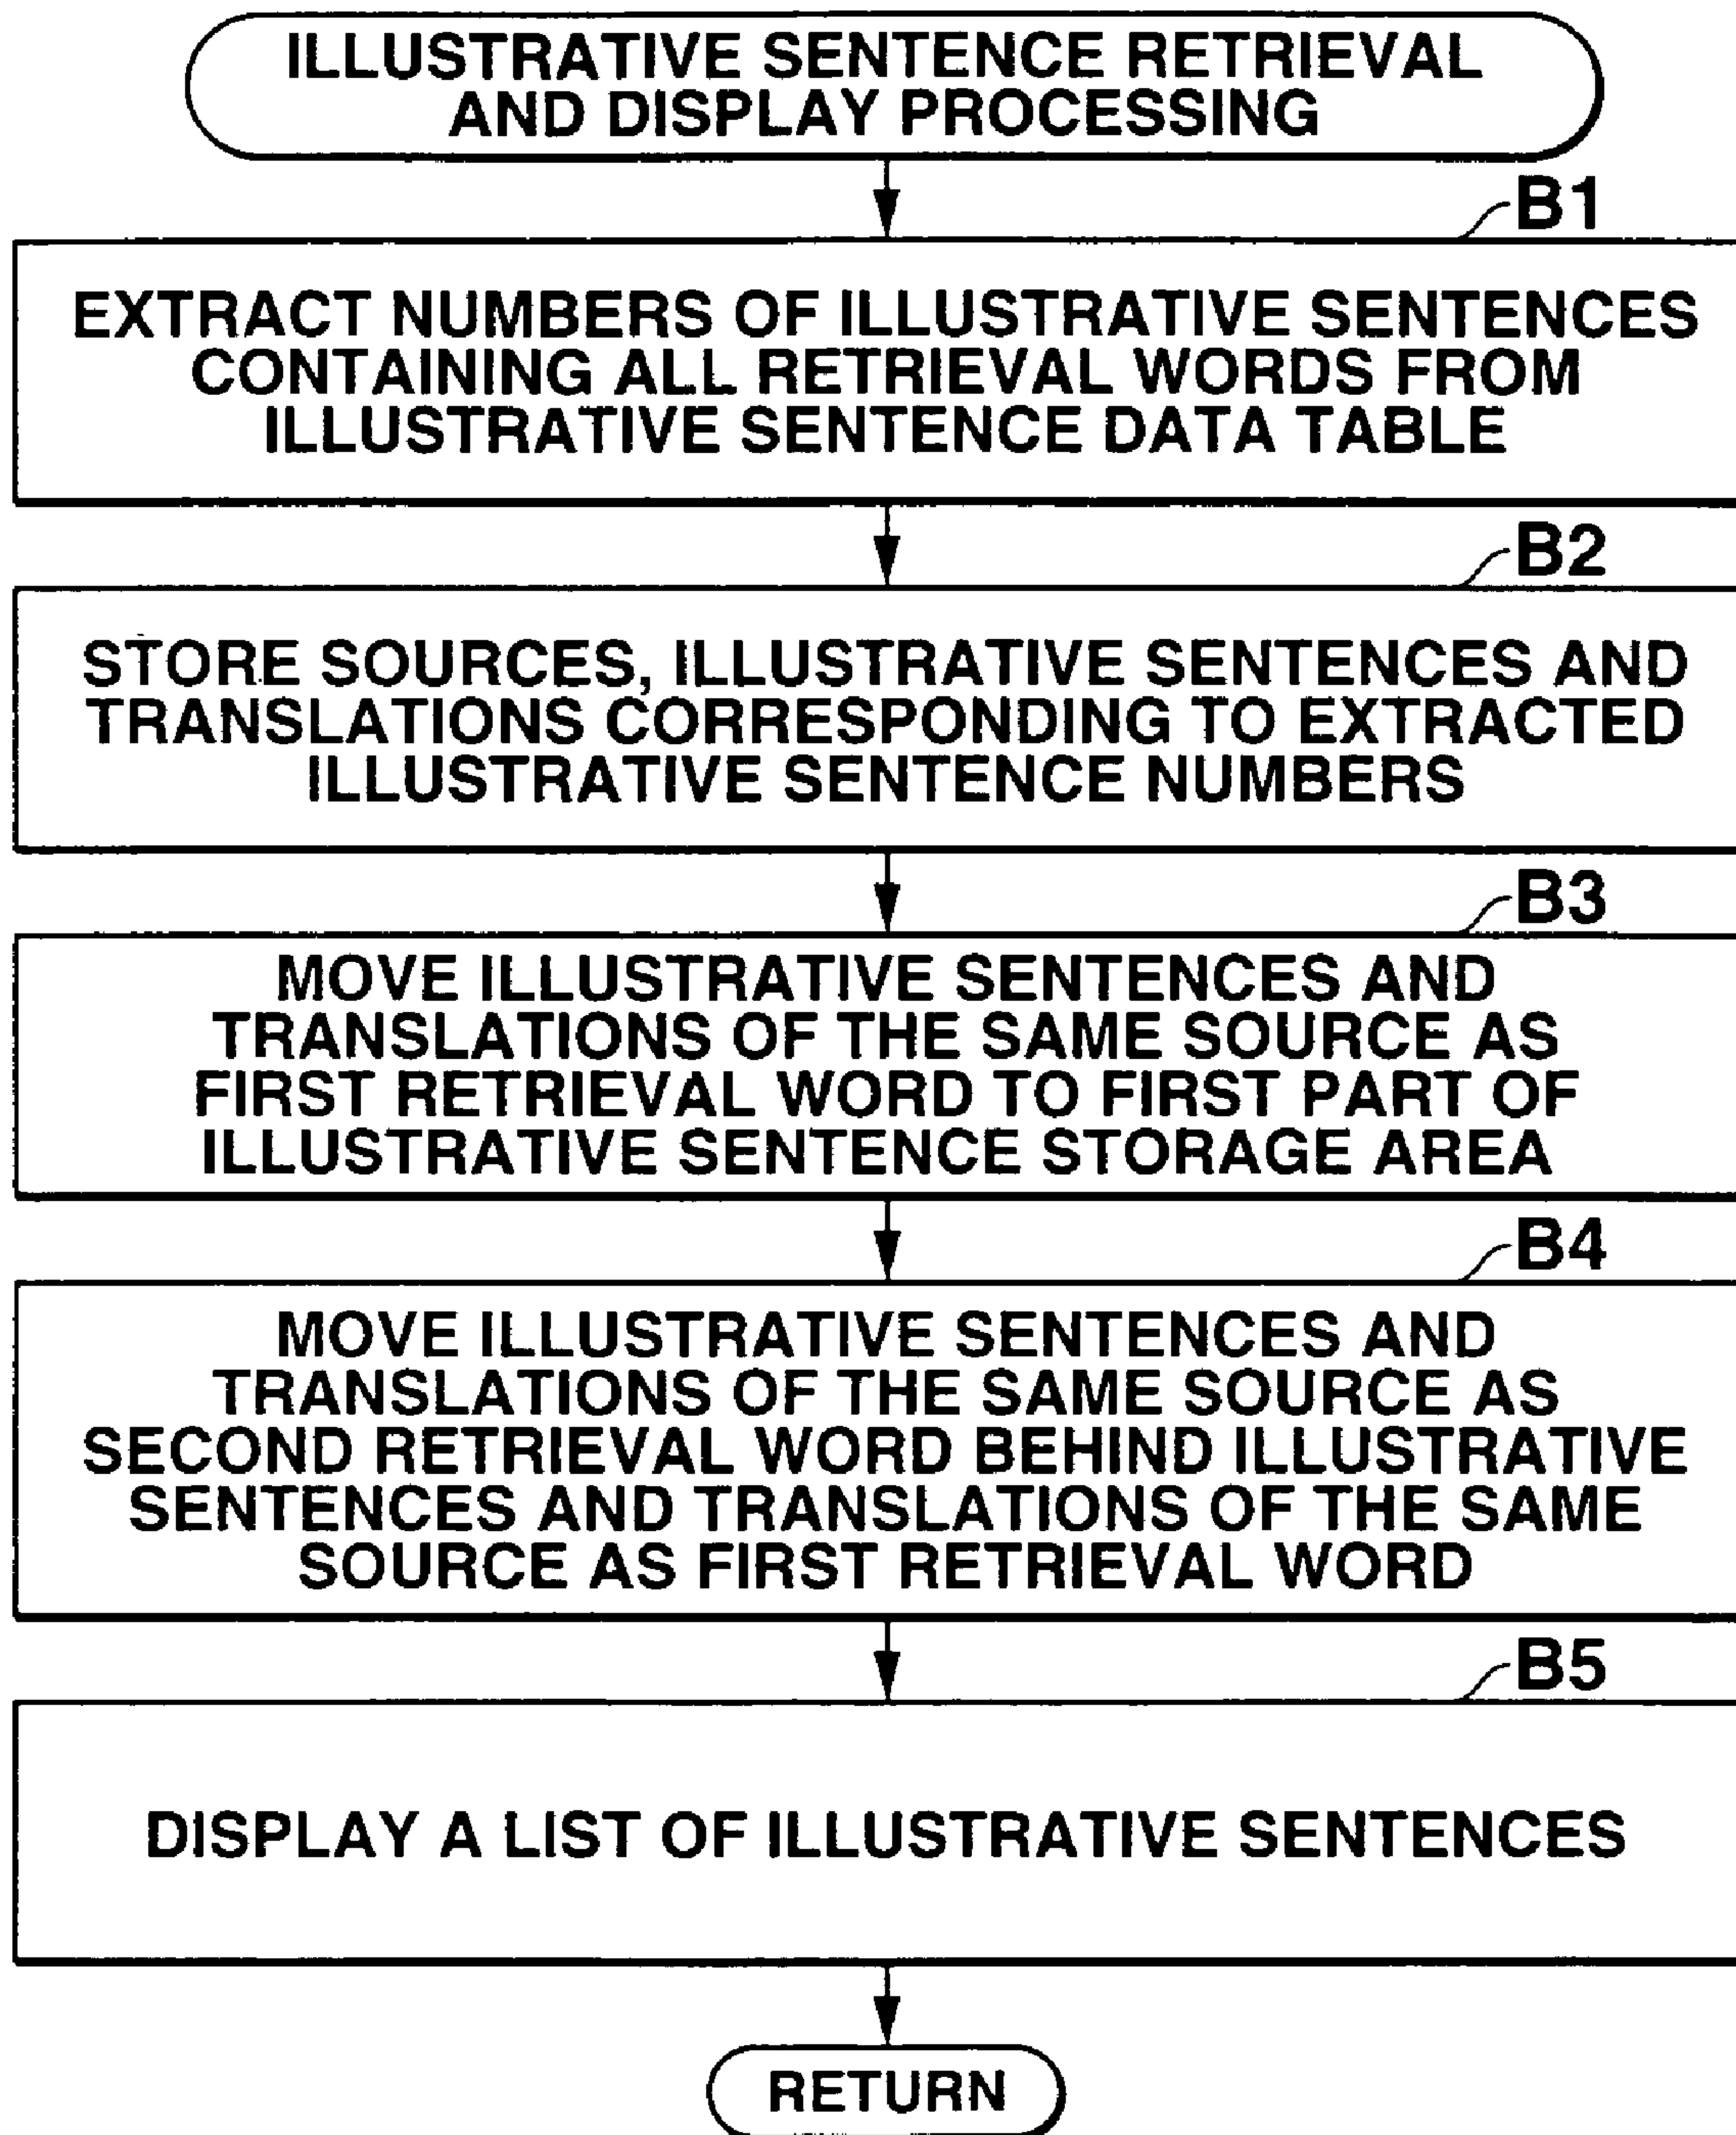 ILLUSTRATIVE SENTENCE RETRIEVAL
AND DISPLAY PROCESSING
B1
EXTRACT NUMBERS OF ILLUSTRATIVE SENTENCES
CONTAINING ALL RETRIEVAL WORDS FROM
ILLUSTRATIVE SENTENCE DATA TABLE
B2
STORE SOURCES, ILLUSTRATIVE SENTENCES AND
TRANSLATIONS CORRESPONDING TO EXTRACTED
ILLUSTRATIVE SENTENCE NUMBERS
B3
MOVE ILLUSTRATIVE SENTENCES AND
TRANSLATIONS OF THE SAME SOURCE AS
FIRST RETRIEVAL WORD TO FIRST PART OF
ILLUSTRATIVE SENTENCE STORAGE AREA
B4
MOVE ILLUSTRATIVE SENTENCES AND
TRANSLATIONS OF THE SAME SOURCE AS
SECOND RETRIEVAL WORD BEHIND ILLUSTRATIVE
SENTENCES AND TRANSLATIONS OF THE SAME
SOURCE AS FIRST RETRIEVAL WORD
B5
DISPLAY A LIST OF ILLUSTRATIVE SENTENCES
RETURN